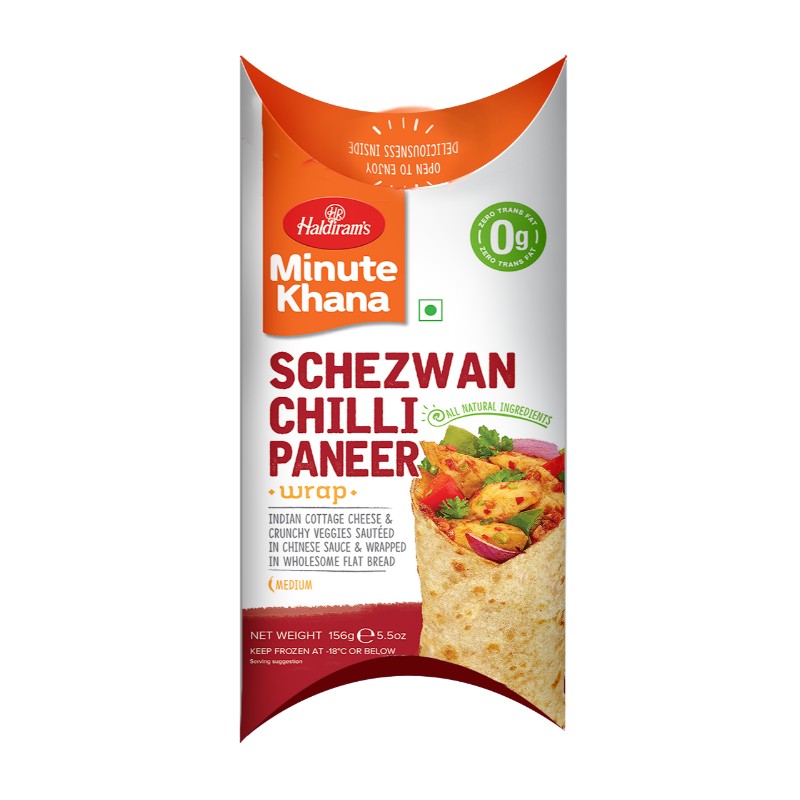 OPEN TO ENJOY
DELICIOUSNESS INSIDE
HR
Haldiram's
Minute
Khana
ZERO TRANS FAT
0g
ZERO TRANS FAT
SCHEZWAN
CHILLI
PANEER
wrap
ALL NATURAL INGREDIENTS
INDIAN COTTAGE CHEESE &
CRUNCHY VEGGIES SAUTÉED
IN CHINESE SAUCE & WRAPPED
IN WHOLESOME FLAT BREAD
MEDIUM
NET WEIGHT 156g ℮ 5.5oz
KEEP FROZEN AT -18°C OR BELOW
Serving suggestion